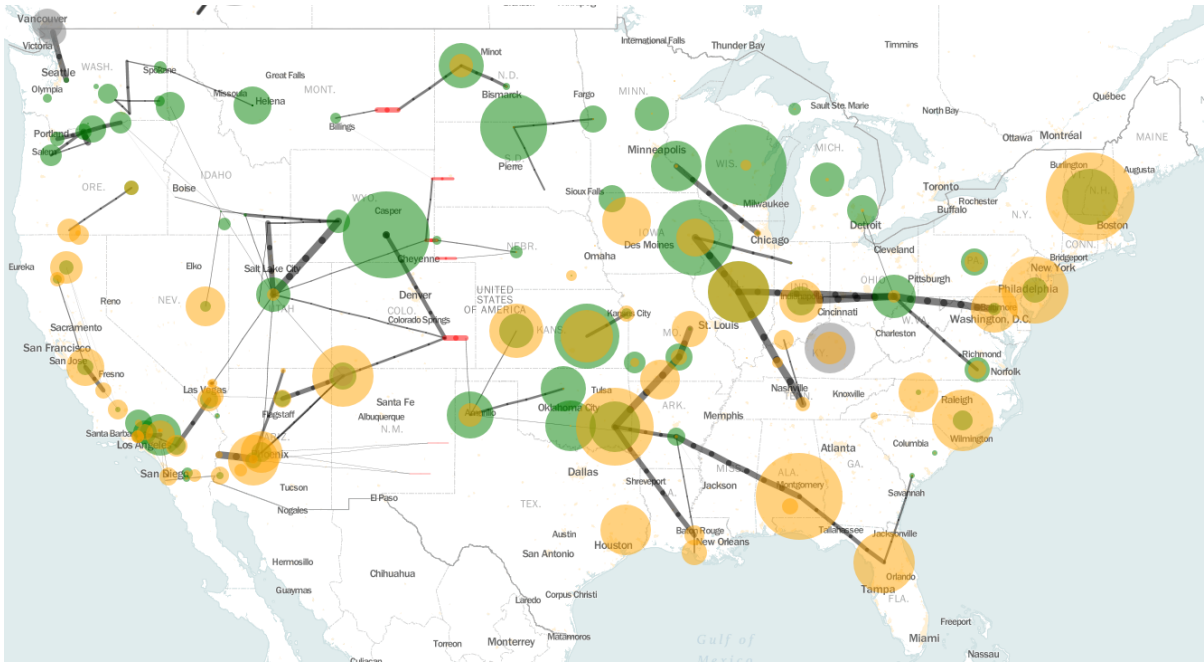 Vancouver
Victoria
Seattle
WASH.
Spokane
Olympia
Missoula
Great Falls
MONT.
Helena
Portland
Salem
ORE.
IDAHO
Boise
Billings
Minot
N.D.
Bismarck
Fargo
MINN.
International Falls
Thunder Bay
Timmins
Sault Ste. Marie
North Bay
Québec
Ottawa
Montréal
MAINE
Burlington
VT.
Augusta
N.H.
Boston
Minneapolis
WIS.
MICH.
Toronto
Rochester
Buffalo
N.Y.
S.D.
Pierre
Sioux Falls
Milwaukee
Detroit
CONN.
Bridgeport
New York
WYO.
Casper
Cheyenne
NEBR.
IOWA
Des Moines
Chicago
Cleveland
PA.
Pittsburgh
Philadelphia
Eureka
Elko
Salt Lake City
UTAH
Omaha
OHIO
IND.
Indianapolis
Cincinnati
Baltimore
Washington, D.C.
Reno
NEV.
Denver
COLO.
Colorado Springs
UNITED
STATES
OF AMERICA
KANS.
Kansas City
MO.
St. Louis
W.VA.
Charleston
Richmond
Norfolk
Sacramento
San Francisco
San Jose
Fresno
Las Vegas
KY.
Nashville
TENN.
Knoxville
Raleigh
Wilmington
Santa Barbara
Los Angeles
San Diego
Flagstaff
ARIZ.
Phoenix
Santa Fe
Albuquerque
N.M.
Amarillo
Oklahoma City
Tulsa
ARK.
Memphis
Atlanta
GA.
Columbia
Savannah
Tucson
Nogales
El Paso
Dallas
Shreveport
MISS.
Jackson
ALA.
Montgomery
TEX.
Austin
San Antonio
Houston
Baton Rouge
New Orleans
Tallahassee
Jacksonville
Orlando
Tampa
FLA.
Miami
Freeport
Nassau
Hermosillo
Guaymas
Chihuahua
Laredo
Corpus Christi
Torreon
Monterrey
Matamoros
Culiacan
Gulf of
Mexico